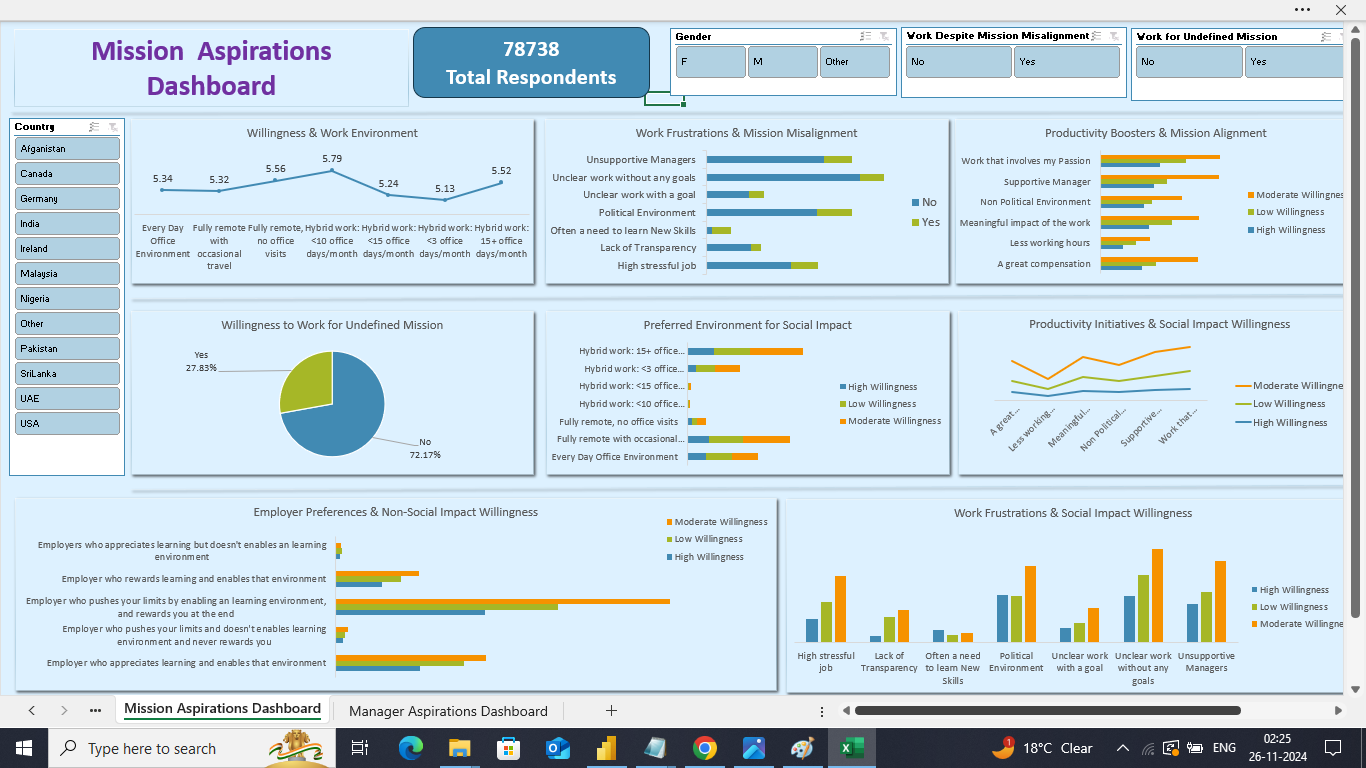 Mission  Aspirations
Dashboard
78738
Total Respondents
Gender
F
M
Other
Work Despite Mission Misalignment
No
Yes
Work for Undefined Mission
No
Yes
Country
Afganistan
Canada
Germany
India
Ireland
Malaysia
Nigeria
Other
Pakistan
SriLanka
UAE
USA
Willingness & Work Environment
5.34
5.32
5.56
5.79
5.24
5.13
5.52
Every Day
Office
Environment
Fully remote
with
occasional
travel
Fully remote,
no office
visits
Hybrid work:
<10 office
days/month
Hybrid work:
<15 office
days/month
Hybrid work:
<3 office
days/month
Hybrid work:
15+ office
days/month
Work Frustrations & Mission Misalignment
Unsupportive Managers
Unclear work without any goals
Unclear work with a goal
Political Environment
Often a need to learn New Skills
Lack of Transparency
High stressful job
No
Yes
Productivity Boosters & Mission Alignment
Work that involves my Passion
Supportive Manager
Non Political Environment
Meaningful impact of the work
Less working hours
A great compensation
Moderate Willingnes
Low Willingness
High Willingness
Willingness to Work for Undefined Mission
Yes
27.83%
No
72.17%
Preferred Environment for Social Impact
Hybrid work: 15+ office...
Hybrid work: <3 office...
Hybrid work: <15 office...
Hybrid work: <10 office...
Fully remote, no office visits
Fully remote with occasional...
Every Day Office Environment
High Willingness
Low Willingness
Moderate Willingness
Productivity Initiatives & Social Impact Willingness
A great...
Less working...
Meaningful...
Non Political...
Supportive...
Work that...
Moderate Willingne
Low Willingness
High Willingness
Employer Preferences & Non-Social Impact Willingness
Employers who appreciates learning but doesn't enables an learning
environment
Employer who rewards learning and enables that environment
Employer who pushes your limits by enabling an learning environment,
and rewards you at the end
Employer who pushes your limits and doesn't enables learning
environment and never rewards you
Employer who appreciates learning and enables that environment
Moderate Willingness
Low Willingness
High Willingness
Work Frustrations & Social Impact Willingness
High stressful
job
Lack of
Transparency
Often a need
to learn New
Skills
Political
Environment
Unclear work
with a goal
Unclear work
without any
goals
Unsupportive
Managers
High Willingness
Low Willingness
Moderate Willingne
Mission Aspirations Dashboard
Manager Aspirations Dashboard
Type here to search
1
18°C  Clear
ENG
02:25
26-11-2024